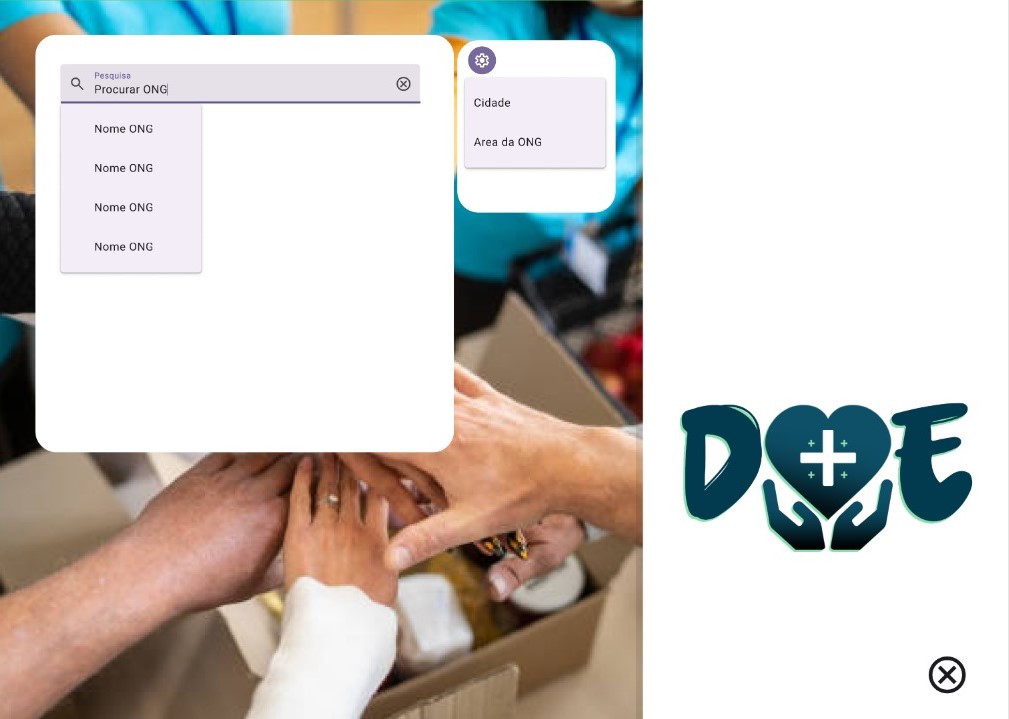 Pesquisa
Procurar ONG
Nome ONG
Nome ONG
Nome ONG
Nome ONG
Cidade
Area da ONG
DOE